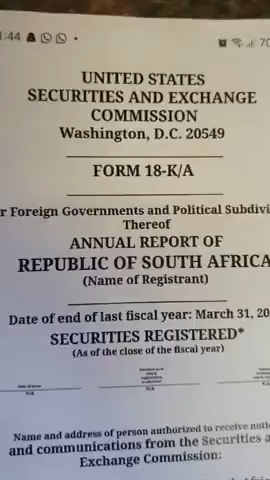 1:44
70
UNITED STATES
SECURITIES AND EXCHANGE
COMMISSION
Washington, D.C. 20549
FORM 18-K/A
r Foreign Governments and Political Subdivi
Thereof
ANNUAL REPORT OF
REPUBLIC OF SOUTH AFRICA
(Name of Registrant)
Date of end of last fiscal year: March 31, 20
SECURITIES REGISTERED*
(As of the close of the fiscal year)
N/A
N/A
N/A
Name and address of person authorized to receive noti
and communications from the Securities a
Exchange Commission: